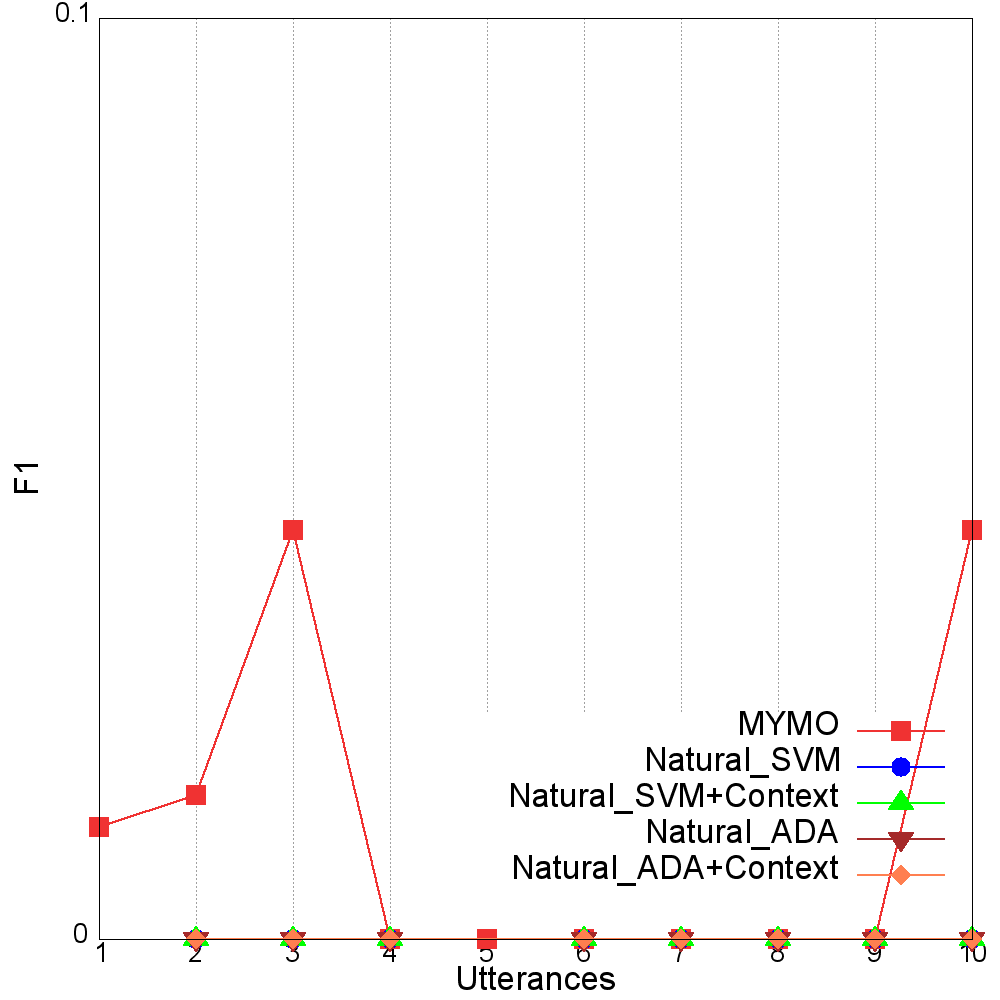 0.1
F1
MYMO
Natural_SVM
Natural_SVM+Context
Natural_ADA
Natural_ADA+Context
0
1 2 3 4 5 6 7 8 9 10
Utterances